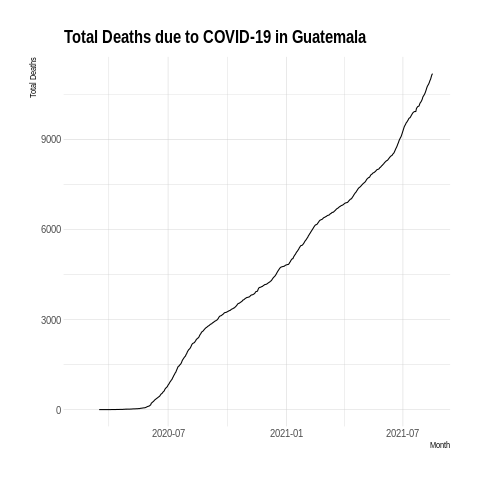 Total Deaths due to COVID-19 in Guatemala
Total Deaths
9000
6000
3000
0
2020-07
2021-01
2021-07
Month